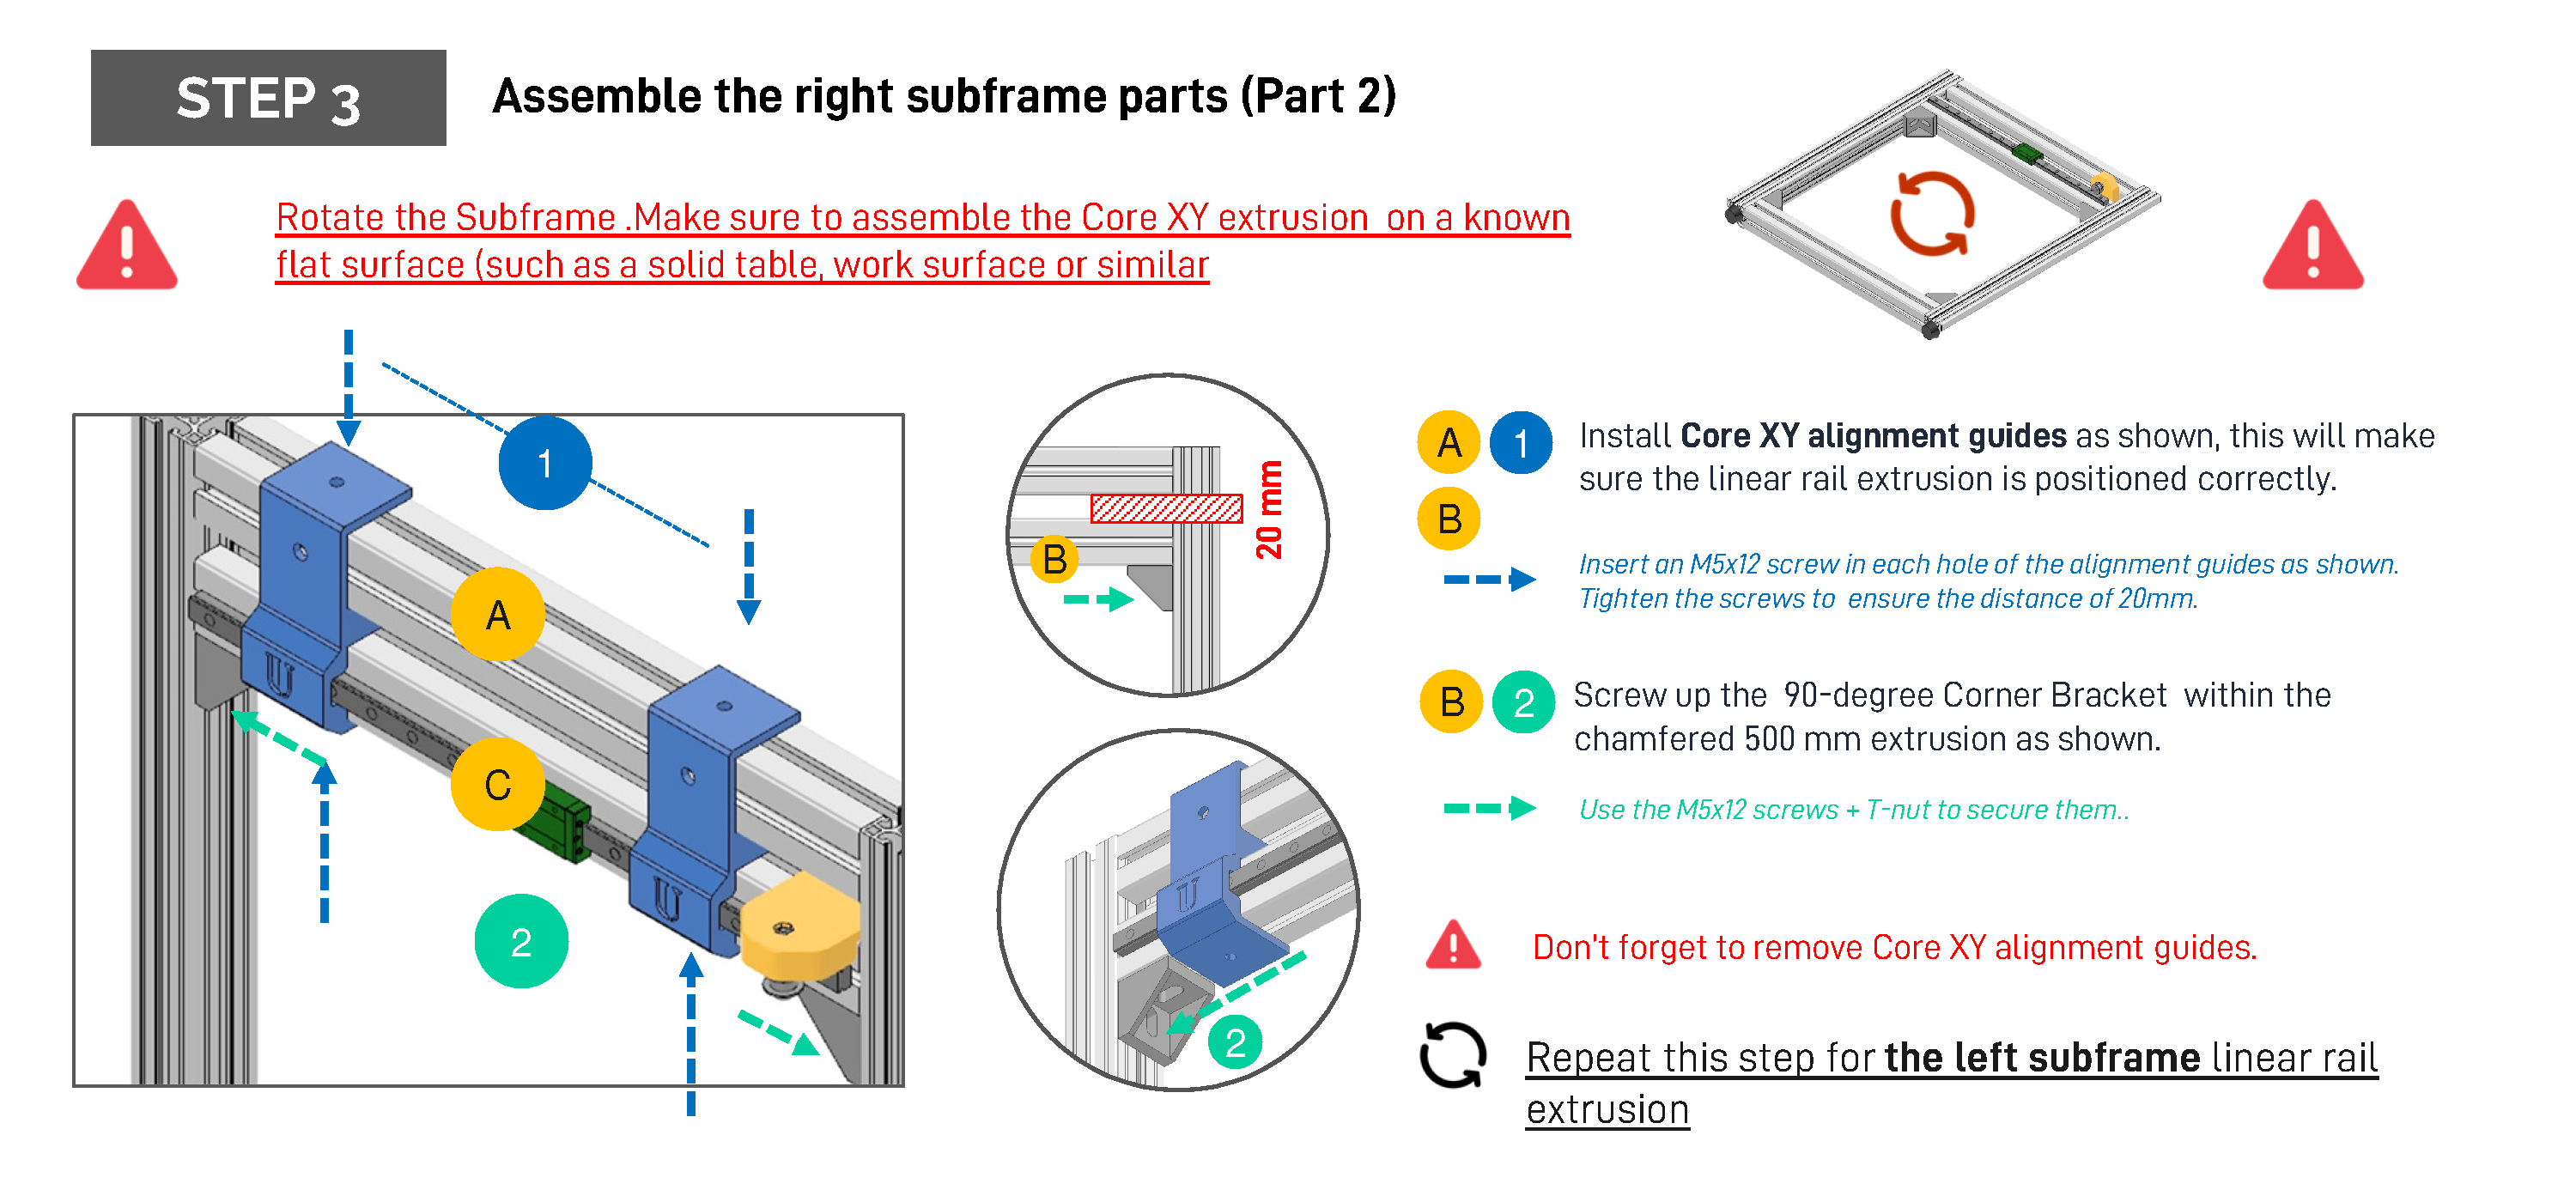 STEP 3
Assemble the right subframe parts (Part 2)
Rotate the Subframe .Make sure to assemble the Core XY extrusion on a known
flat surface (such as a solid table, work surface or similar
1
A
C
2
U
U
B
20 mm
U
2
A 1 Install Core XY alignment guides as shown, this will make
sure the linear rail extrusion is positioned correctly.
B
Insert an M5x12 screw in each hole of the alignment guides as shown.
Tighten the screws to ensure the distance of 20mm.
B 2 Screw up the 90-degree Corner Bracket within the
chamfered 500 mm extrusion as shown.
Use the M5x12 screws + T-nut to secure them..
Don't forget to remove Core XY alignment guides.
Repeat this step for the left subframe linear rail
extrusion